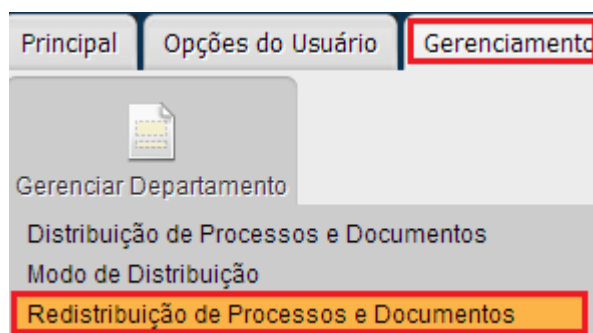 Principal Opções do Usuário Gerenciamento
Gerenciar Departamento
Distribuição de Processos e Documentos
Modo de Distribuição
Redistribuição de Processos e Documentos